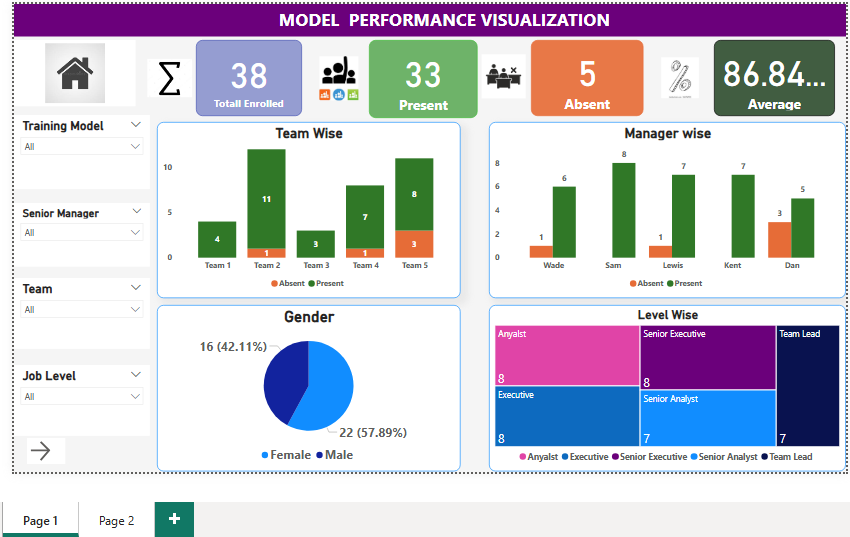 MODEL PERFORMANCE VISUALIZATION
38
Totall Enrolled
33
Present
5
Absent
%
86.84...
Average
Training Model
All
Senior Manager
All
Team
All
Job Level
All
Team Wise
10
5
0
4
11
1
3
7
1
8
3
Team 1 Team 2 Team 3 Team 4 Team 5
Absent Present
Manager wise
8
6
4
2
0
1 6 8 1 7 7 3 5
Wade Sam Lewis Kent Dan
Absent Present
Gender
16 (42.11%)
22 (57.89%)
Female Male
Level Wise
Anyalst
8
Executive
8
Senior Executive
8
Senior Analyst
7
Team Lead
7
Anyalst Executive Senior Executive Senior Analyst Team Lead
Page 1 Page 2 +